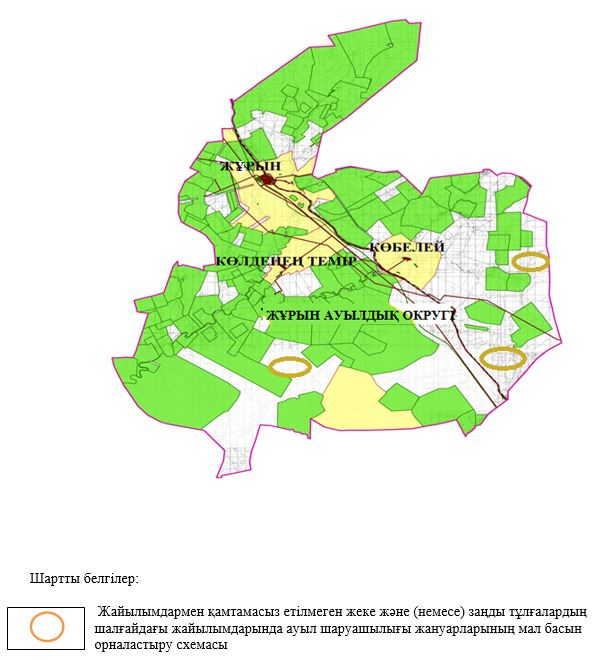 ЖҰРЫН
КӨБЕЛЕЙ
КӨЛДЕНЕҢ ТЕМІР
ЖҰРЫН АУЫЛДЫҚ ОКРУГІ
Шартты белгілер:
Жайылымдармен қамтамасыз етілмеген жеке және (немесе) заңды тұлғалардың
шалғайдағы жайылымдарында ауыл шаруашылығы жануарларының мал басын
орналастыру схемасы